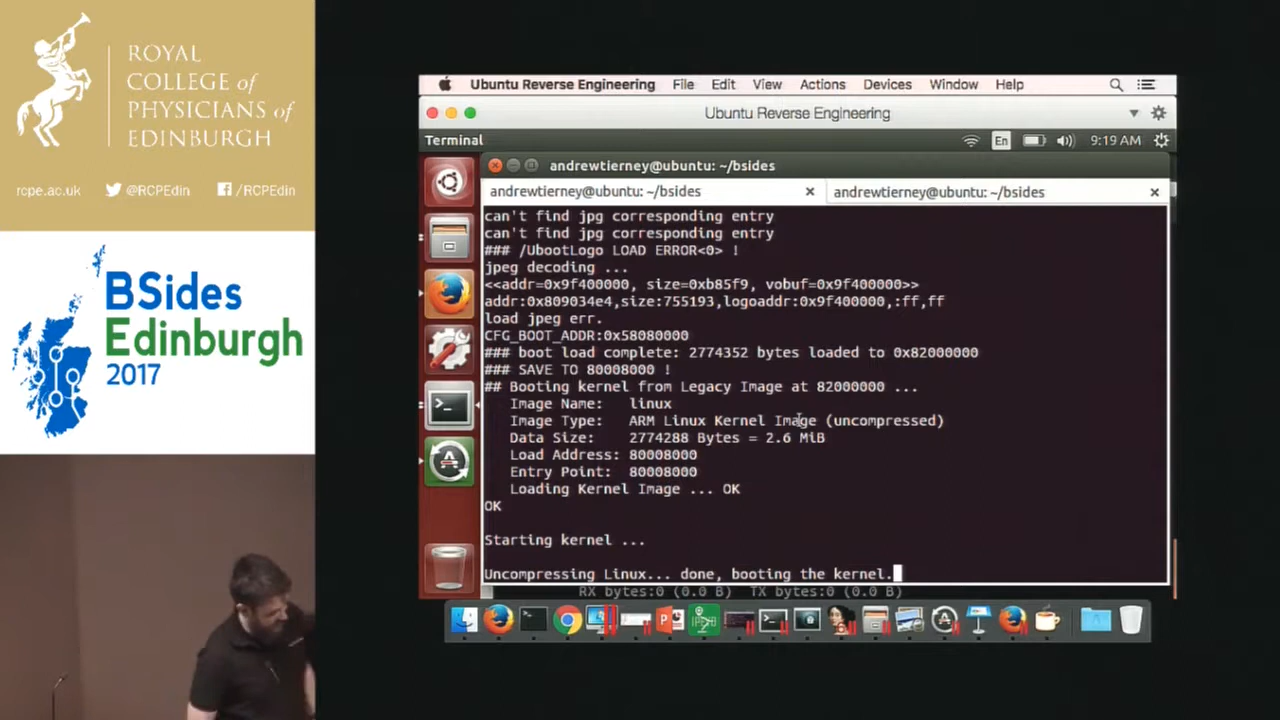 ROYAL
COLLEGE of
PHYSICIANS of
EDINBURGH
rcpe.ac.uk @RCPEdin /RCPEdin
BSides
Edinburgh
2017
Ubuntu Reverse Engineering File Edit View Actions Devices Window Help
Ubuntu Reverse Engineering
Terminal En 9:19 AM
andrewtierney@ubuntu: ~/bsides
andrewtierney@ubuntu: ~/bsides andrewtierney@ubuntu: ~/bsides
can't find jpg corresponding entry
can't find jpg corresponding entry
### /UbootLogo LOAD ERROR<0> !
jpeg decoding ...
<<addr=0x9f400000, size=0xb85f9, vobuf=0x9f400000>>
addr:0x809034e4,size:755193,logoaddr:0x9f400000,:ff,ff
load jpeg err.
CFG_BOOT_ADDR:0x58080000
### boot load complete: 2774352 bytes loaded to 0x82000000
### SAVE TO 80008000 !
## Booting kernel from Legacy Image at 82000000 ...
Image Name: linux
Image Type: ARM Linux Kernel Image (uncompressed)
Data Size: 2774288 Bytes = 2.6 MiB
Load Address: 80008000
Entry Point: 80008000
Loading Kernel Image ... OK
OK
Starting kernel ...
Uncompressing Linux... done, booting the kernel.
RX bytes:0 (0.0 B) TX bytes:0 (0.0 B)